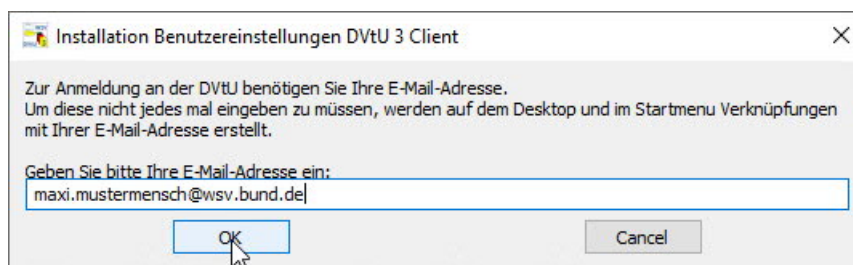 Installation Benutzereinstellungen DVtU 3 Client
Zur Anmeldung an der DVtU benötigen Sie Ihre E-Mail-Adresse.
Um diese nicht jedes mal eingeben zu müssen, werden auf dem Desktop und im Startmenu Verknüpfungen
mit Ihrer E-Mail-Adresse erstellt.
Geben Sie bitte Ihre E-Mail-Adresse ein:
maxi.mustermensch@wsv.bund.de
OK Cancel